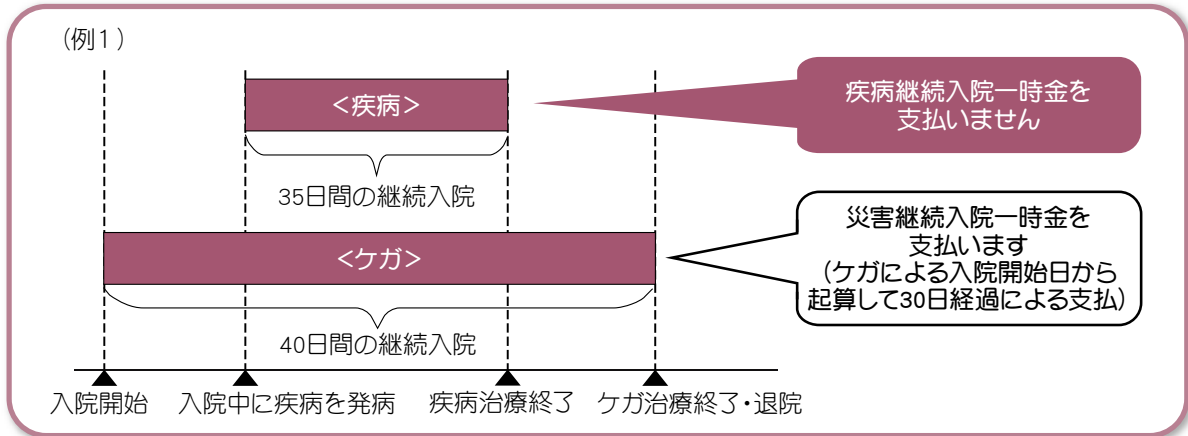 （例1）
<疾病>
疾病継続入院一時金を
支払いません
35日間の継続入院
<ケガ>
災害継続入院一時金を
支払います
（ケガによる入院開始日から
起算して30日経過による支払）
40日間の継続入院
入院開始
入院中に疾病を発病
疾病治療終了
ケガ治療終了・退院